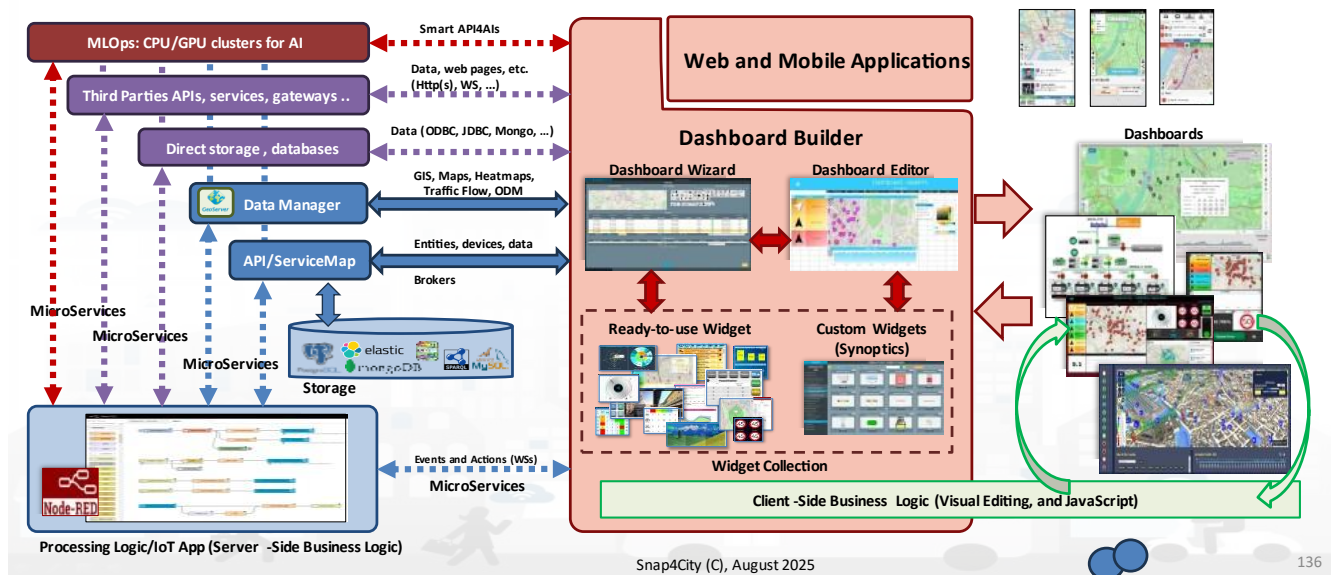 MLOps: CPU/GPU clusters for AI
Smart API4AIs
Third Parties APIs, services, gateways ..
Data, web pages, etc.
(Http(s), WS, ...)
Direct storage , databases
Data (ODBC, JDBC, Mongo, ...)
GeoServer
Data Manager
GIS, Maps, Heatmaps,
Traffic Flow, ODM
API/ServiceMap
Entities, devices, data
Brokers
MicroServices
MicroServices
MicroServices
PostgreSQL
elastic
mongoDB
SPARQL
MySQL
Storage
Node-RED
Processing Logic/IoT App (Server -Side Business Logic)
Events and Actions (WSs)
MicroServices
Web and Mobile Applications
Dashboard Builder
Dashboard Wizard
Dashboard Editor
Ready-to-use Widget
Custom Widgets
(Synoptics)
Widget Collection
Client -Side Business Logic (Visual Editing, and JavaScript)
Dashboards
Snap4City (C), August 2025
136